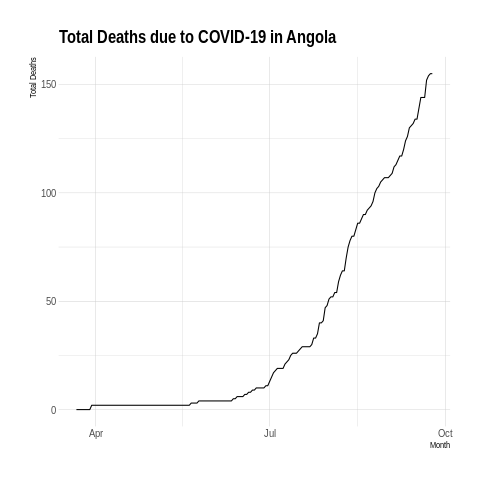 Total Deaths due to COVID-19 in Angola
Total Deaths
150
100
50
0
Apr
Jul
Oct
Month